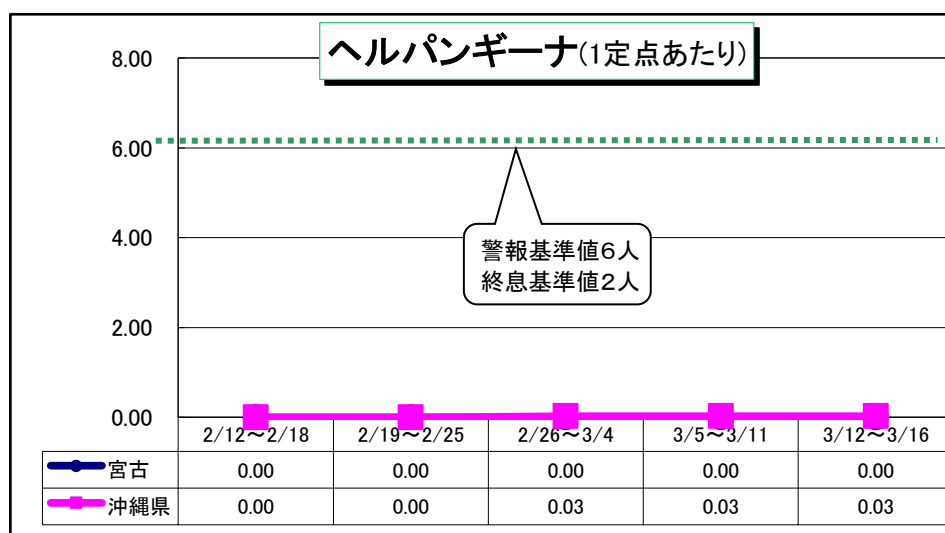 ヘルパンギーナ(1定点あたり)
8.00
6.00
4.00
2.00
0.00
警報基準値6人
終息基準値2人
2/12～2/18 2/19～2/25 2/26～3/4 3/5～3/11 3/12～3/16
宮古 0.00 0.00 0.00 0.00 0.00
沖縄県 0.00 0.00 0.03 0.03 0.03